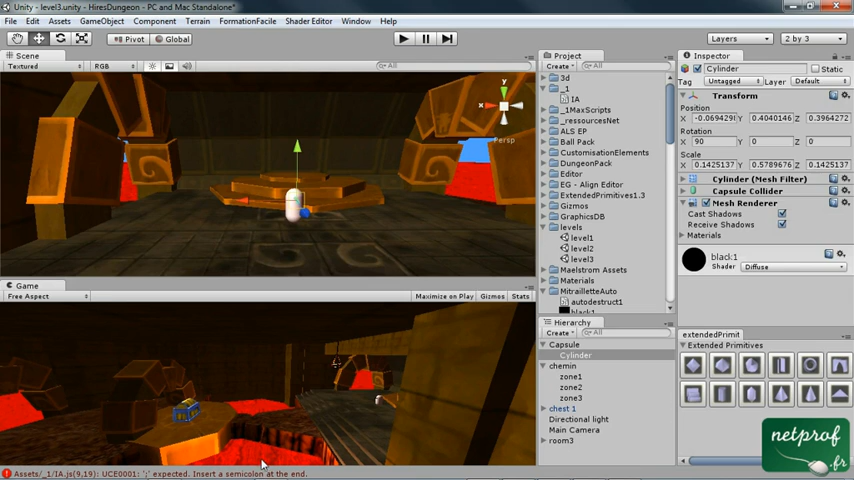 Unity - level3.unity - HiresDungeon - PC and Mac Standalone*
File Edit Assets GameObject Component Terrain FormationFacile Shader Editor Window Help
Pivot Global Layers 2 by 3
Scene
Textured RGB All
y
x
Persp
Game
Free Aspect Maximize on Play Gizmos Stats
Assets/_1/IA.js(9,19): UCE0001: ';' expected. Insert a semicolon at the end.
Project
Create All
3d
_1
IA
_1MaxScripts
_ressourcesNet
ALS EP
Ball Pack
CustomisationElements
DungeonPack
Editor
EG - Align Editor
ExtendedPrimitives1.3
Gizmos
GraphicsDB
levels
level1
level2
level3
Maelstrom Assets
Materials
MitrailletteAuto
autodestruct1
black1
Hierarchy
Create All
Capsule
Cylinder
chemin
zone1
zone2
zone3
chest 1
Directional light
Main Camera
room3
Inspector
Cylinder Static
Tag Untagged Layer Default
Transform
Position
X -0.069429 Y 0.4040146 Z 0.3964272
Rotation
X 90 Y 0 Z 0
Scale
X 0.1425137 Y 0.5789676 Z 0.1425137
Cylinder (Mesh Filter)
Capsule Collider
Mesh Renderer
Cast Shadows
Receive Shadows
Materials
black:1
Shader Diffuse
extendedPrimit
Extended Primitives
netprof
.fr